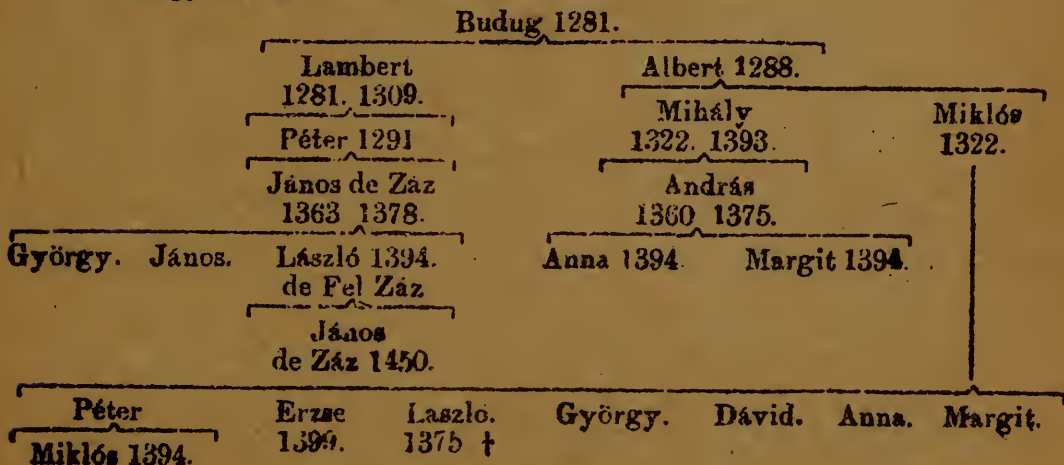 Budug 1281.
Lambert Albert 1288.
1281. 1309. Mihály Miklós
Péter 1291 1322. 1393. 1322.
János de Záz András
1363 1378. 1360 1375.
György. János. László 1394. Anna 1394. Margit 1394.
de Fel Záz
János
de Záz 1450.
Péter Erzse Laszlo. György. Dávid. Anna. Margit.
Miklós 1394. 1399. 1375 †